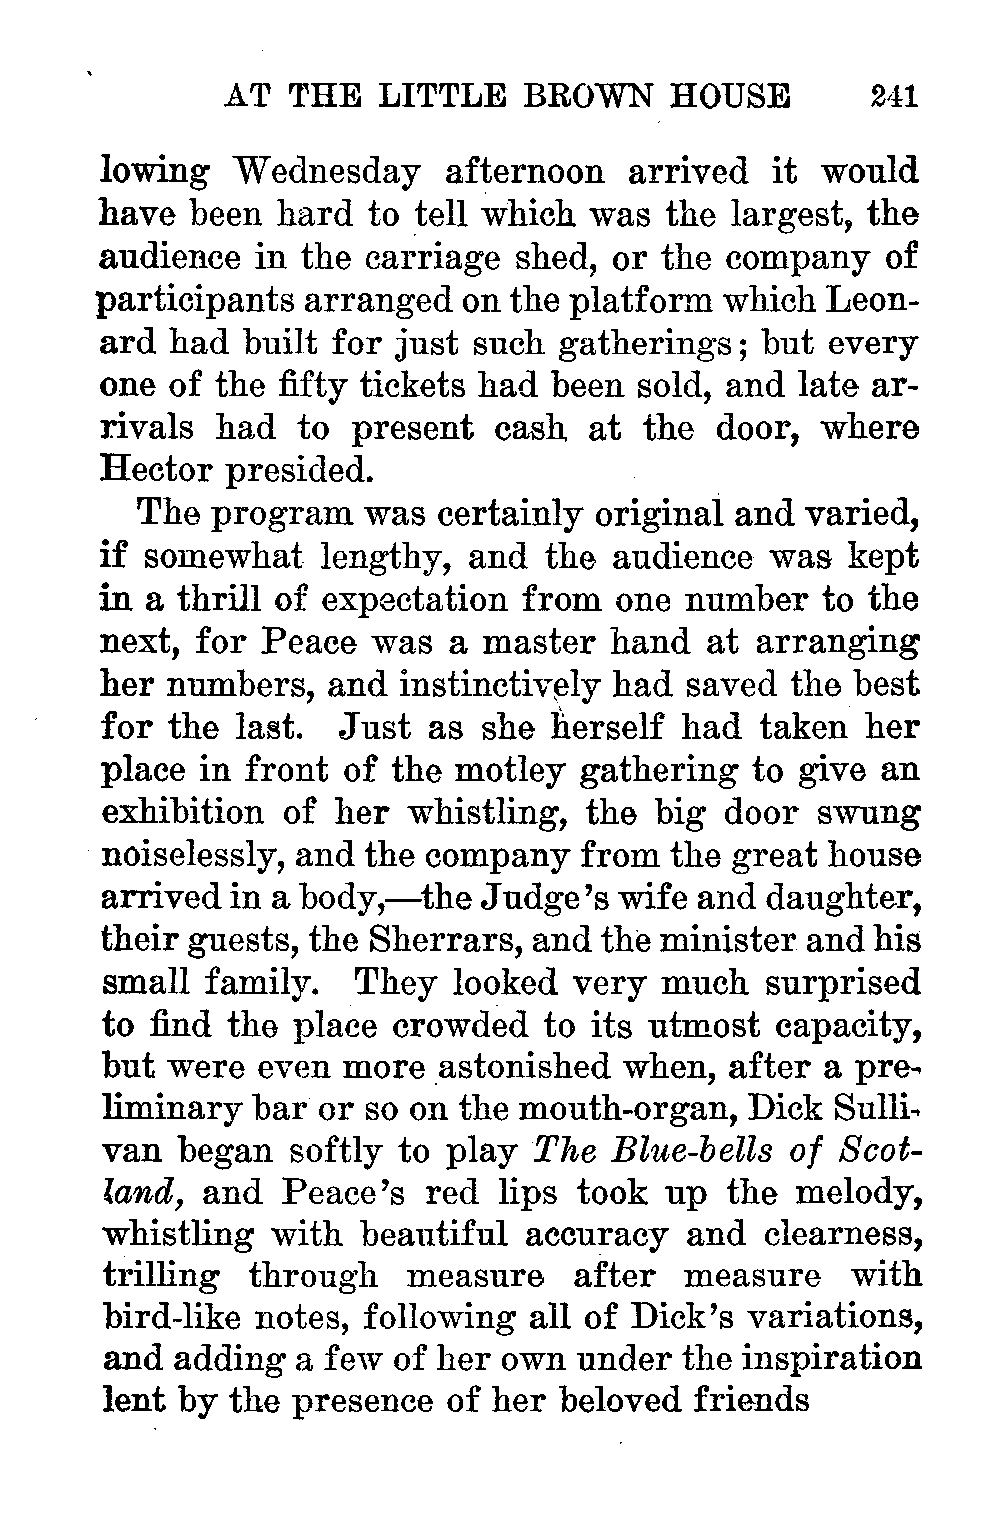 AT THE LITTLE BROWN HOUSE 241
lowing Wednesday afternoon arrived it would
have been hard to tell which was the largest, the
audience in the carriage shed, or the company of
participants arranged on the platform which Leon-
ard had built for just such gatherings; but every
one of the fifty tickets had been sold, and late ar-
rivals had to present cash at the door, where
Hector presided.
The program was certainly original and varied,
if somewhat lengthy, and the audience was kept
in a thrill of expectation from one number to the
next, for Peace was a master hand at arranging
her numbers, and instinctively had saved the best
for the last. Just as she herself had taken her
place in front of the motley gathering to give an
exhibition of her whistling, the big door swung
noiselessly, and the company from the great house
arrived in a body,—the Judge's wife and daughter,
their guests, the Sherrars, and the minister and his
small family. They looked very much surprised
to find the place crowded to its utmost capacity,
but were even more astonished when, after a pre-
liminary bar or so on the mouth-organ, Dick Sulli-
van began softly to play The Blue-bells of Scot-
land, and Peace's red lips took up the melody,
whistling with beautiful accuracy and clearness,
trilling through measure after measure with
bird-like notes, following all of Dick's variations,
and adding a few of her own under the inspiration
lent by the presence of her beloved friends